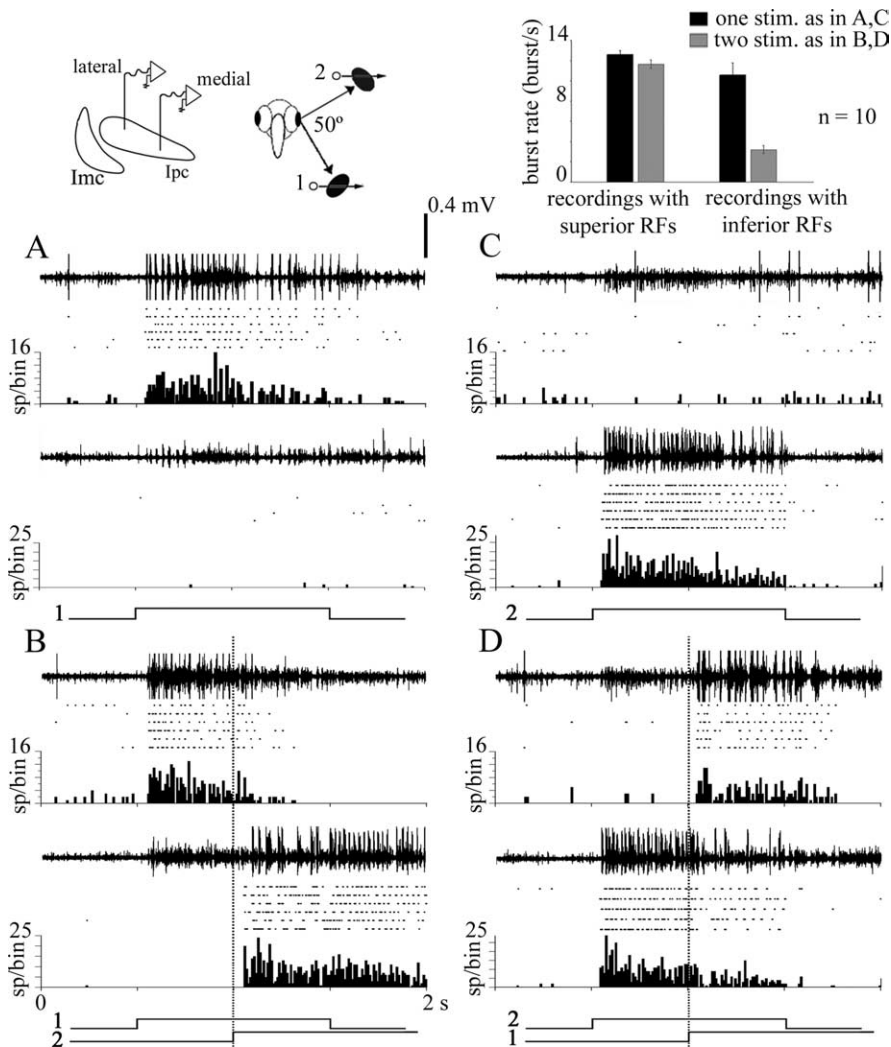 lateral
medial
Imc
Ipc
2
50º
1
14
12
6
0
burst rate (burst/s)
one stim. as in A,C
two stim. as in B,D
n = 10
recordings with
superior RFs
recordings with
inferior RFs
0.4 mV
A
16
sp/bin
25
sp/bin
1
C
sp/bin
25
sp/bin
2
B
16
sp/bin
25
sp/bin
0
2 s
1
2
D
16
sp/bin
25
sp/bin
2
1